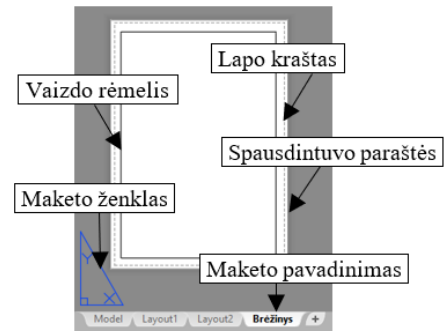 Lapo kraštas
Vaizdo rėmelis
Spausdintuvo paraštės
Maketo ženklas
Y
X
Maketo pavadinimas
Model Layout1 Layout2 Brėžinys +